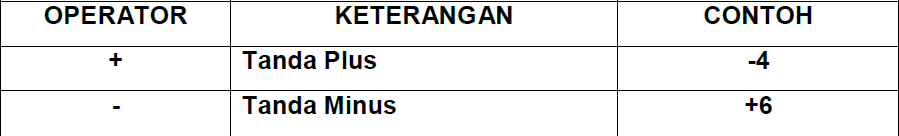 OPERATOR KETERANGAN CONTOH
+ Tanda Plus -4
- Tanda Minus +6